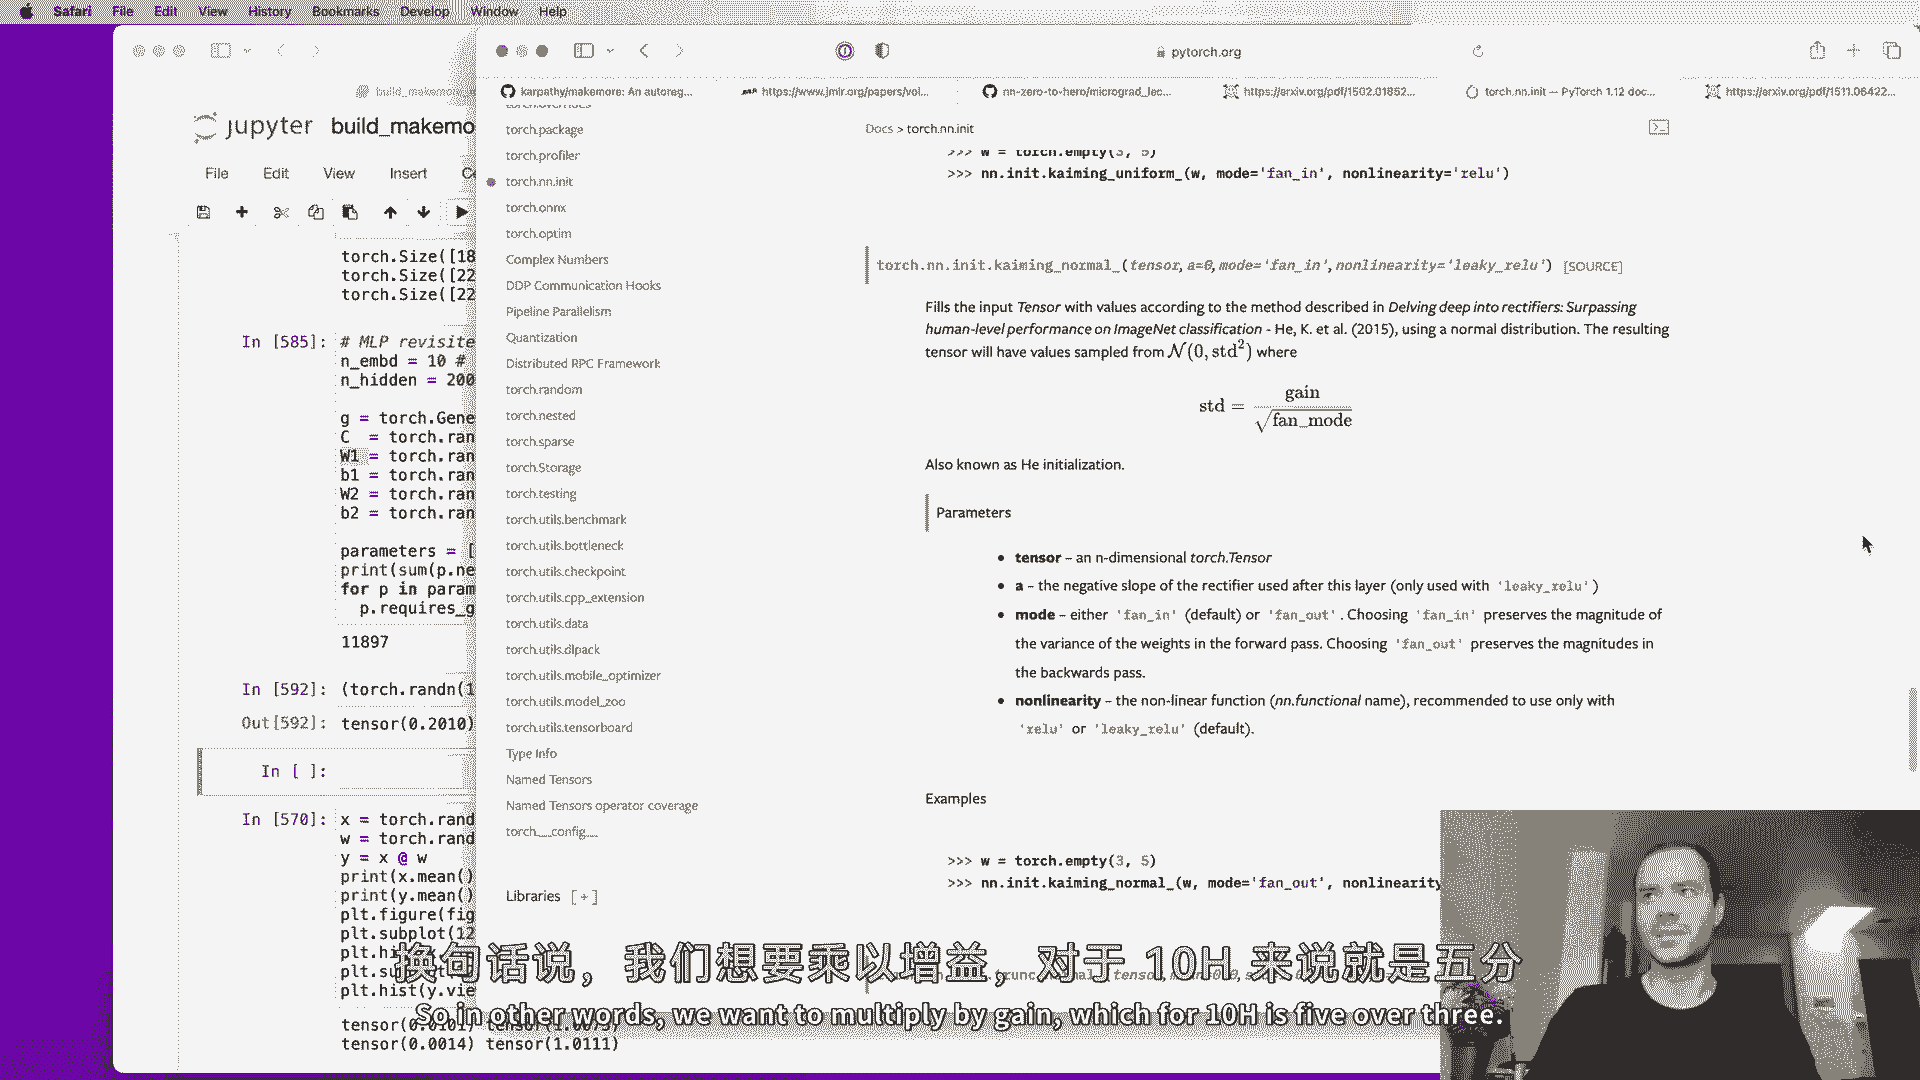 Safari File Edit View History Bookmarks Develop Window Help
pytorch.org
build_makemo
karpathy/makemore: An autoreg...
https://www.jmlr.org/papers/vol...
nn-zero-to-hero/micrograd_lec...
https://arxiv.org/pdf/1502.01852...
torch.nn.init — PyTorch 1.12 doc...
https://arxiv.org/pdf/1511.06422...
jupyter build_makemo
File Edit View Insert
torch.Size([18
torch.Size([22
torch.Size([22
In [585]: # MLP revisite
n_embd = 10 #
n_hidden = 200
g = torch.Gene
C = torch.ran
W1 = torch.ran
b1 = torch.ran
W2 = torch.ran
b2 = torch.ran
parameters = [
print(sum(p.ne
for p in param
p.requires_g
11897
In [592]: (torch.randn(1
Out[592]: tensor(0.2010)
In [ ]:
In [570]: x = torch.rand
w = torch.rand
y = x @ w
print(x.mean()
print(y.mean()
plt.figure(fig
plt.subplot(12
plt.hi
plt.su
plt.hist(y.vie
tensor(0.0014) tensor(1.0111)
torch.overrides
torch.package
torch.profiler
torch.nn.init
torch.onnx
torch.optim
Complex Numbers
DDP Communication Hooks
Pipeline Parallelism
Quantization
Distributed RPC Framework
torch.random
torch.nested
torch.sparse
torch.Storage
torch.testing
torch.utils.benchmark
torch.utils.bottleneck
torch.utils.checkpoint
torch.utils.cpp_extension
torch.utils.data
torch.utils.dlpack
torch.utils.mobile_optimizer
torch.utils.model_zoo
torch.utils.tensorboard
Type Info
Named Tensors
Named Tensors operator coverage
torch.__config__
Libraries [+]
Docs > torch.nn.init
>>> w = torch.empty(3, 5)
>>> nn.init.kaiming_uniform_(w, mode='fan_in', nonlinearity='relu')
torch.nn.init.kaiming_normal_(tensor, a=0, mode='fan_in', nonlinearity='leaky_relu') [SOURCE]
Fills the input Tensor with values according to the method described in Delving deep into rectifiers: Surpassing
human-level performance on ImageNet classification - He, K. et al. (2015), using a normal distribution. The resulting
tensor will have values sampled from 𝒩(0, std²) where
std = gain / √fan_mode
Also known as He initialization.
Parameters
• tensor – an n-dimensional torch.Tensor
• a – the negative slope of the rectifier used after this layer (only used with 'leaky_relu')
• mode – either 'fan_in' (default) or 'fan_out'. Choosing 'fan_in' preserves the magnitude of
the variance of the weights in the forward pass. Choosing 'fan_out' preserves the magnitudes in
the backwards pass.
• nonlinearity – the non-linear function (nn.functional name), recommended to use only with
'relu' or 'leaky_relu' (default).
Examples
>>> w = torch.empty(3, 5)
>>> nn.init.kaiming_normal_(w, mode='fan_out', nonlinearity
换句话说，我们想要乘以增益，对于 10H 来说就是五分
So in other words, we want to multiply by gain, which for 10H is five over three.